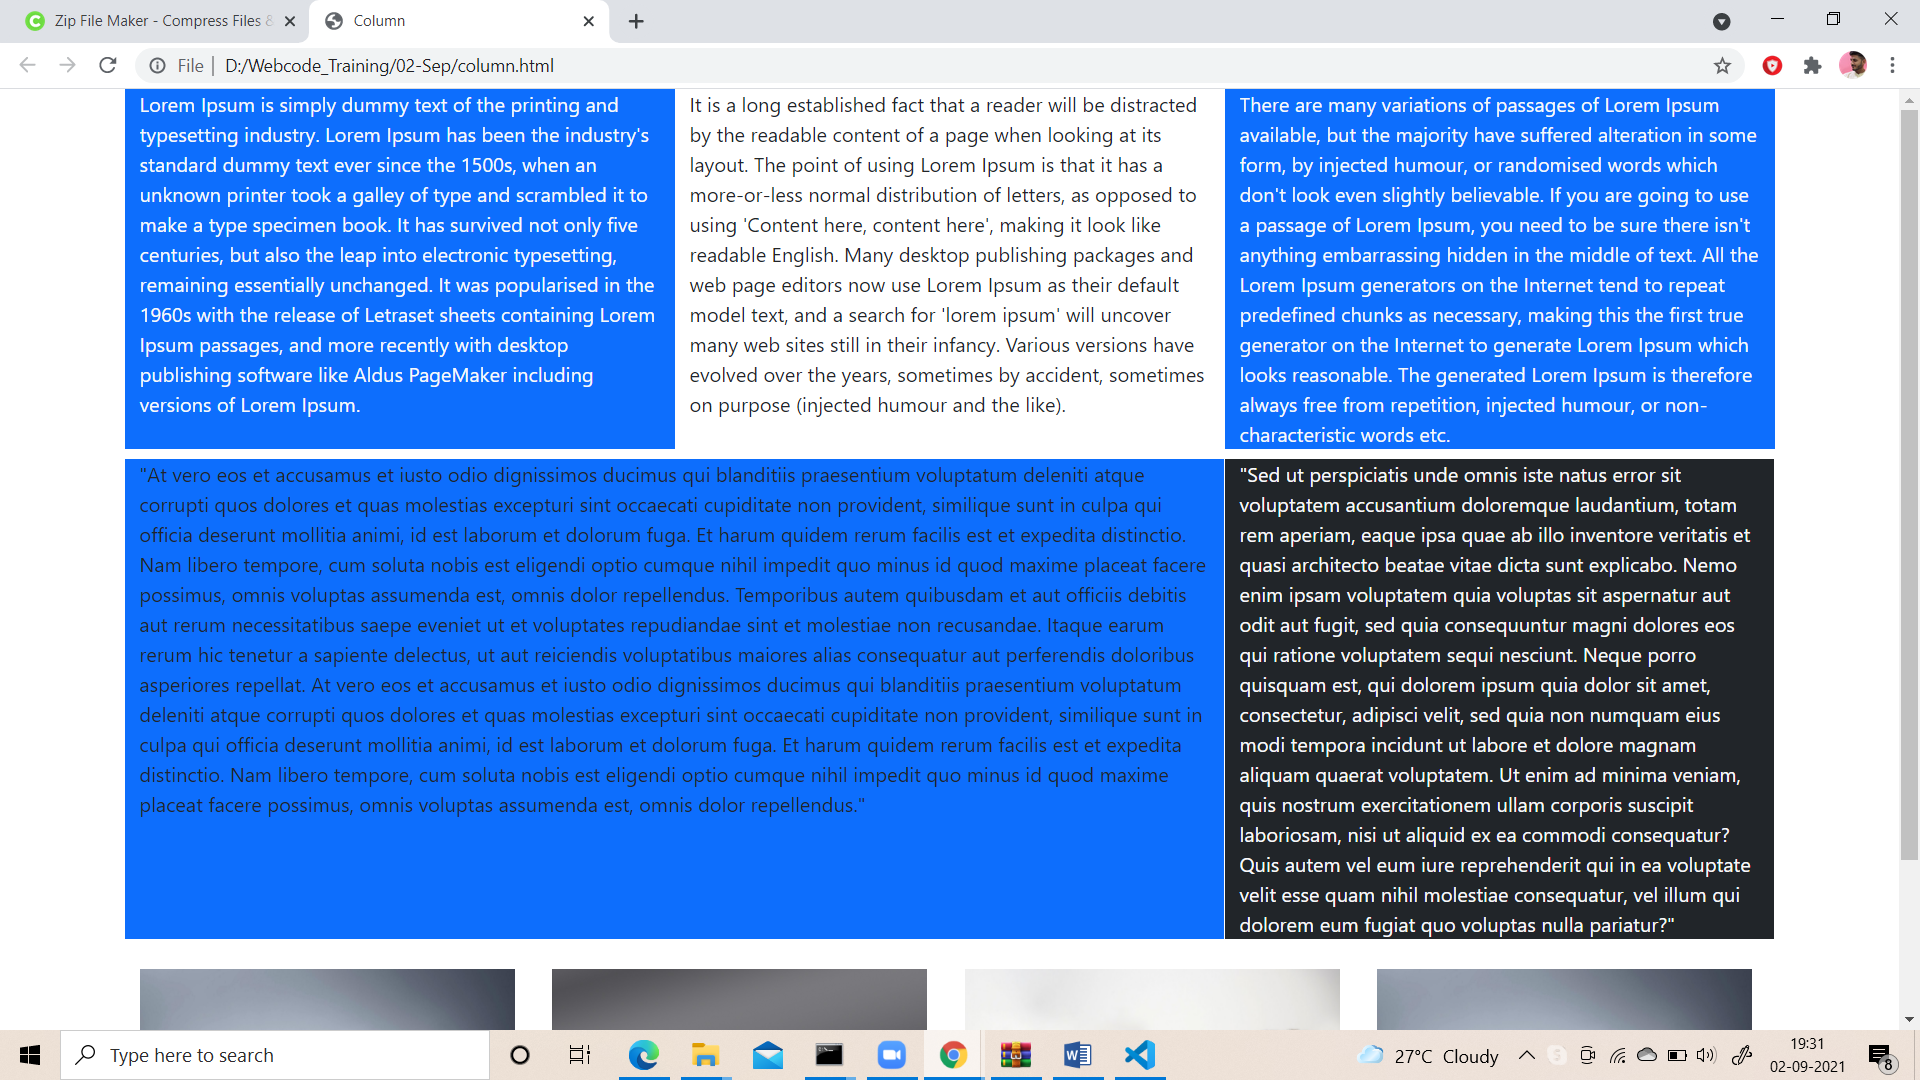 Zip File Maker - Compress Files &
Column
File | D:/Webcode_Training/02-Sep/column.html
Lorem Ipsum is simply dummy text of the printing and
typesetting industry. Lorem Ipsum has been the industry's
standard dummy text ever since the 1500s, when an
unknown printer took a galley of type and scrambled it to
make a type specimen book. It has survived not only five
centuries, but also the leap into electronic typesetting,
remaining essentially unchanged. It was popularised in the
1960s with the release of Letraset sheets containing Lorem
Ipsum passages, and more recently with desktop
publishing software like Aldus PageMaker including
versions of Lorem Ipsum.
It is a long established fact that a reader will be distracted
by the readable content of a page when looking at its
layout. The point of using Lorem Ipsum is that it has a
more-or-less normal distribution of letters, as opposed to
using 'Content here, content here', making it look like
readable English. Many desktop publishing packages and
web page editors now use Lorem Ipsum as their default
model text, and a search for 'lorem ipsum' will uncover
many web sites still in their infancy. Various versions have
evolved over the years, sometimes by accident, sometimes
on purpose (injected humour and the like).
There are many variations of passages of Lorem Ipsum
available, but the majority have suffered alteration in some
form, by injected humour, or randomised words which
don't look even slightly believable. If you are going to use
a passage of Lorem Ipsum, you need to be sure there isn't
anything embarrassing hidden in the middle of text. All the
Lorem Ipsum generators on the Internet tend to repeat
predefined chunks as necessary, making this the first true
generator on the Internet to generate Lorem Ipsum which
looks reasonable. The generated Lorem Ipsum is therefore
always free from repetition, injected humour, or non-
characteristic words etc.
"At vero eos et accusamus et iusto odio dignissimos ducimus qui blanditiis praesentium voluptatum deleniti atque
corrupti quos dolores et quas molestias excepturi sint occaecati cupiditate non provident, similique sunt in culpa qui
officia deserunt mollitia animi, id est laborum et dolorum fuga. Et harum quidem rerum facilis est et expedita distinctio.
Nam libero tempore, cum soluta nobis est eligendi optio cumque nihil impedit quo minus id quod maxime placeat facere
possimus, omnis voluptas assumenda est, omnis dolor repellendus. Temporibus autem quibusdam et aut officiis debitis
aut rerum necessitatibus saepe eveniet ut et voluptates repudiandae sint et molestiae non recusandae. Itaque earum
rerum hic tenetur a sapiente delectus, ut aut reiciendis voluptatibus maiores alias consequatur aut perferendis doloribus
asperiores repellat. At vero eos et accusamus et iusto odio dignissimos ducimus qui blanditiis praesentium voluptatum
deleniti atque corrupti quos dolores et quas molestias excepturi sint occaecati cupiditate non provident, similique sunt in
culpa qui officia deserunt mollitia animi, id est laborum et dolorum fuga. Et harum quidem rerum facilis est et expedita
distinctio. Nam libero tempore, cum soluta nobis est eligendi optio cumque nihil impedit quo minus id quod maxime
placeat facere possimus, omnis voluptas assumenda est, omnis dolor repellendus."
"Sed ut perspiciatis unde omnis iste natus error sit
voluptatem accusantium doloremque laudantium, totam
rem aperiam, eaque ipsa quae ab illo inventore veritatis et
quasi architecto beatae vitae dicta sunt explicabo. Nemo
enim ipsam voluptatem quia voluptas sit aspernatur aut
odit aut fugit, sed quia consequuntur magni dolores eos
qui ratione voluptatem sequi nesciunt. Neque porro
quisquam est, qui dolorem ipsum quia dolor sit amet,
consectetur, adipisci velit, sed quia non numquam eius
modi tempora incidunt ut labore et dolore magnam
aliquam quaerat voluptatem. Ut enim ad minima veniam,
quis nostrum exercitationem ullam corporis suscipit
laboriosam, nisi ut aliquid ex ea commodi consequatur?
Quis autem vel eum iure reprehenderit qui in ea voluptate
velit esse quam nihil molestiae consequatur, vel illum qui
dolorem eum fugiat quo voluptas nulla pariatur?"
Type here to search
27°C Cloudy
19:31
02-09-2021
8